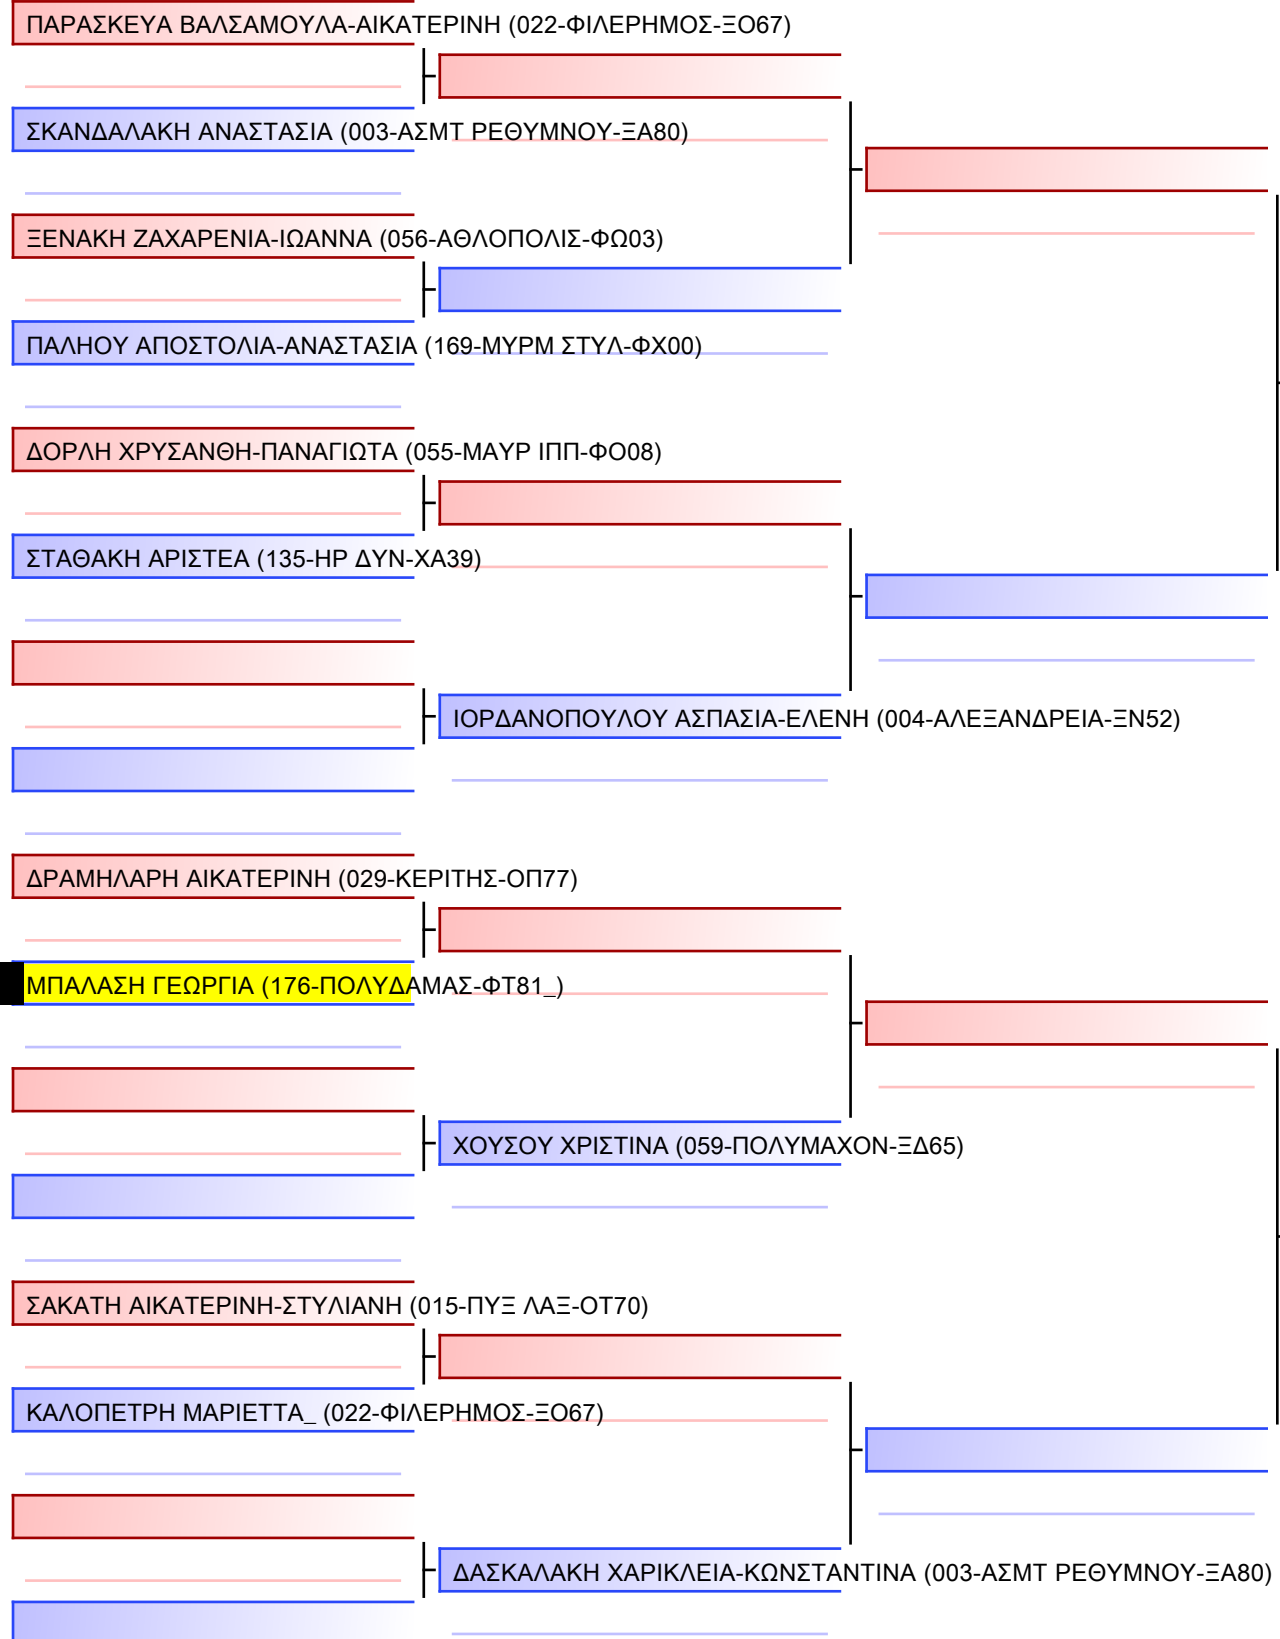 ΠΑΡΑΣΚΕΥΑ ΒΑΛΣΑΜΟΥΛΑ-ΑΙΚΑΤΕΡΙΝΗ (022-ΦΙΛΕΡΗΜΟΣ-ΞΟ67)
ΣΚΑΝΔΑΛΑΚΗ ΑΝΑΣΤΑΣΙΑ (003-ΑΣΜΤ ΡΕΘΥΜΝΟΥ-ΞΑ80)
ΞΕΝΑΚΗ ΖΑΧΑΡΕΝΙΑ-ΙΩΑΝΝΑ (056-ΑΘΛΟΠΟΛΙΣ-ΦΩ03)
ΠΑΛΗΟΥ ΑΠΟΣΤΟΛΙΑ-ΑΝΑΣΤΑΣΙΑ (169-ΜΥΡΜ ΣΤΥΛ-ΦΧ00)
ΔΟΡΛΗ ΧΡΥΣΑΝΘΗ-ΠΑΝΑΓΙΩΤΑ (055-ΜΑΥΡ ΙΠΠ-ΦΟ08)
ΣΤΑΘΑΚΗ ΑΡΙΣΤΕΑ (135-ΗΡ ΔΥΝ-ΧΑ39)
ΙΟΡΔΑΝΟΠΟΥΛΟΥ ΑΣΠΑΣΙΑ-ΕΛΕΝΗ (004-ΑΛΕΞΑΝΔΡΕΙΑ-ΞΝ52)
ΔΡΑΜΗΛΑΡΗ ΑΙΚΑΤΕΡΙΝΗ (029-ΚΕΡΙΤΗΣ-ΟΠ77)
ΜΠΑΛΑΣΗ ΓΕΩΡΓΙΑ (176-ΠΟΛΥΔΑΜΑΣ-ΦΤ81_)
ΧΟΥΣΟΥ ΧΡΙΣΤΙΝΑ (059-ΠΟΛΥΜΑΧΟΝ-ΞΔ65)
ΣΑΚΑΤΗ ΑΙΚΑΤΕΡΙΝΗ-ΣΤΥΛΙΑΝΗ (015-ΠΥΞ ΛΑΞ-ΟΤ70)
ΚΑΛΟΠΕΤΡΗ ΜΑΡΙΕΤΤΑ_ (022-ΦΙΛΕΡΗΜΟΣ-ΞΟ67)
ΔΑΣΚΑΛΑΚΗ ΧΑΡΙΚΛΕΙΑ-ΚΩΝΣΤΑΝΤΙΝΑ (003-ΑΣΜΤ ΡΕΘΥΜΝΟΥ-ΞΑ80)